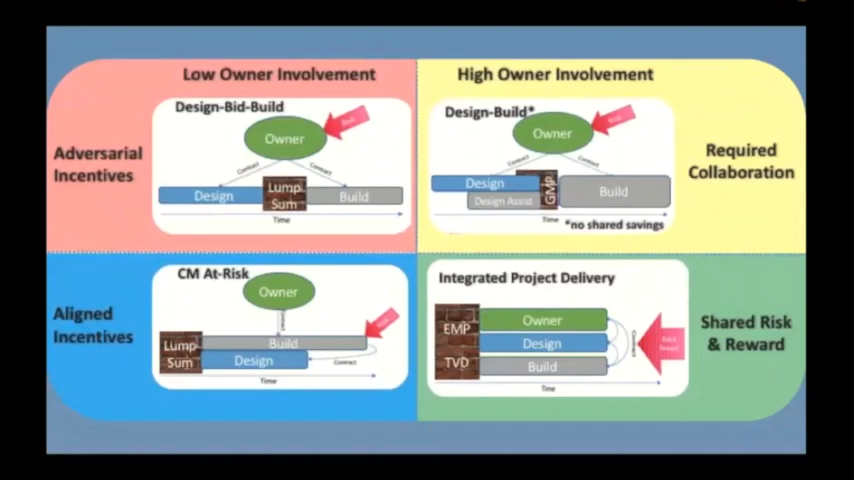 Low Owner Involvement
High Owner Involvement
Design-Bid-Build
Risk
Owner
Contract
Contract
Design
Lump
Sum
Build
Time
Adversarial
Incentives
Design-Build*
Risk
Owner
Contract
Contract
Design
Design Assist
GMP
Build
Time
*no shared savings
Required
Collaboration
Aligned
Incentives
CM At-Risk
Owner
Contract
Risk
Lump
Sum
Build
Design
Contract
Time
Integrated Project Delivery
EMP
TVD
Owner
Design
Build
Contract
Time
Shared Risk
& Reward